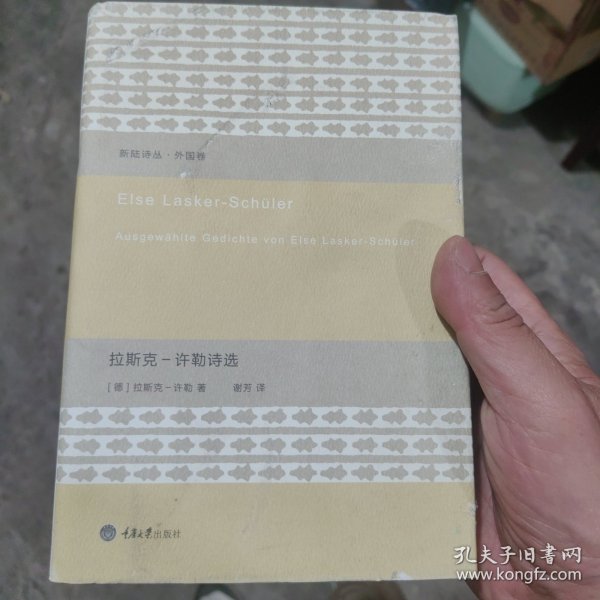 新陆诗丛·外国卷
Else Lasker-Schüler
Ausgewählte Gedichte von Else Lasker-Schüler
拉斯克－许勒诗选
［德］拉斯克－许勒 著 谢芳 译
重庆大学出版社
孔夫子旧书网
www.kongfz.com